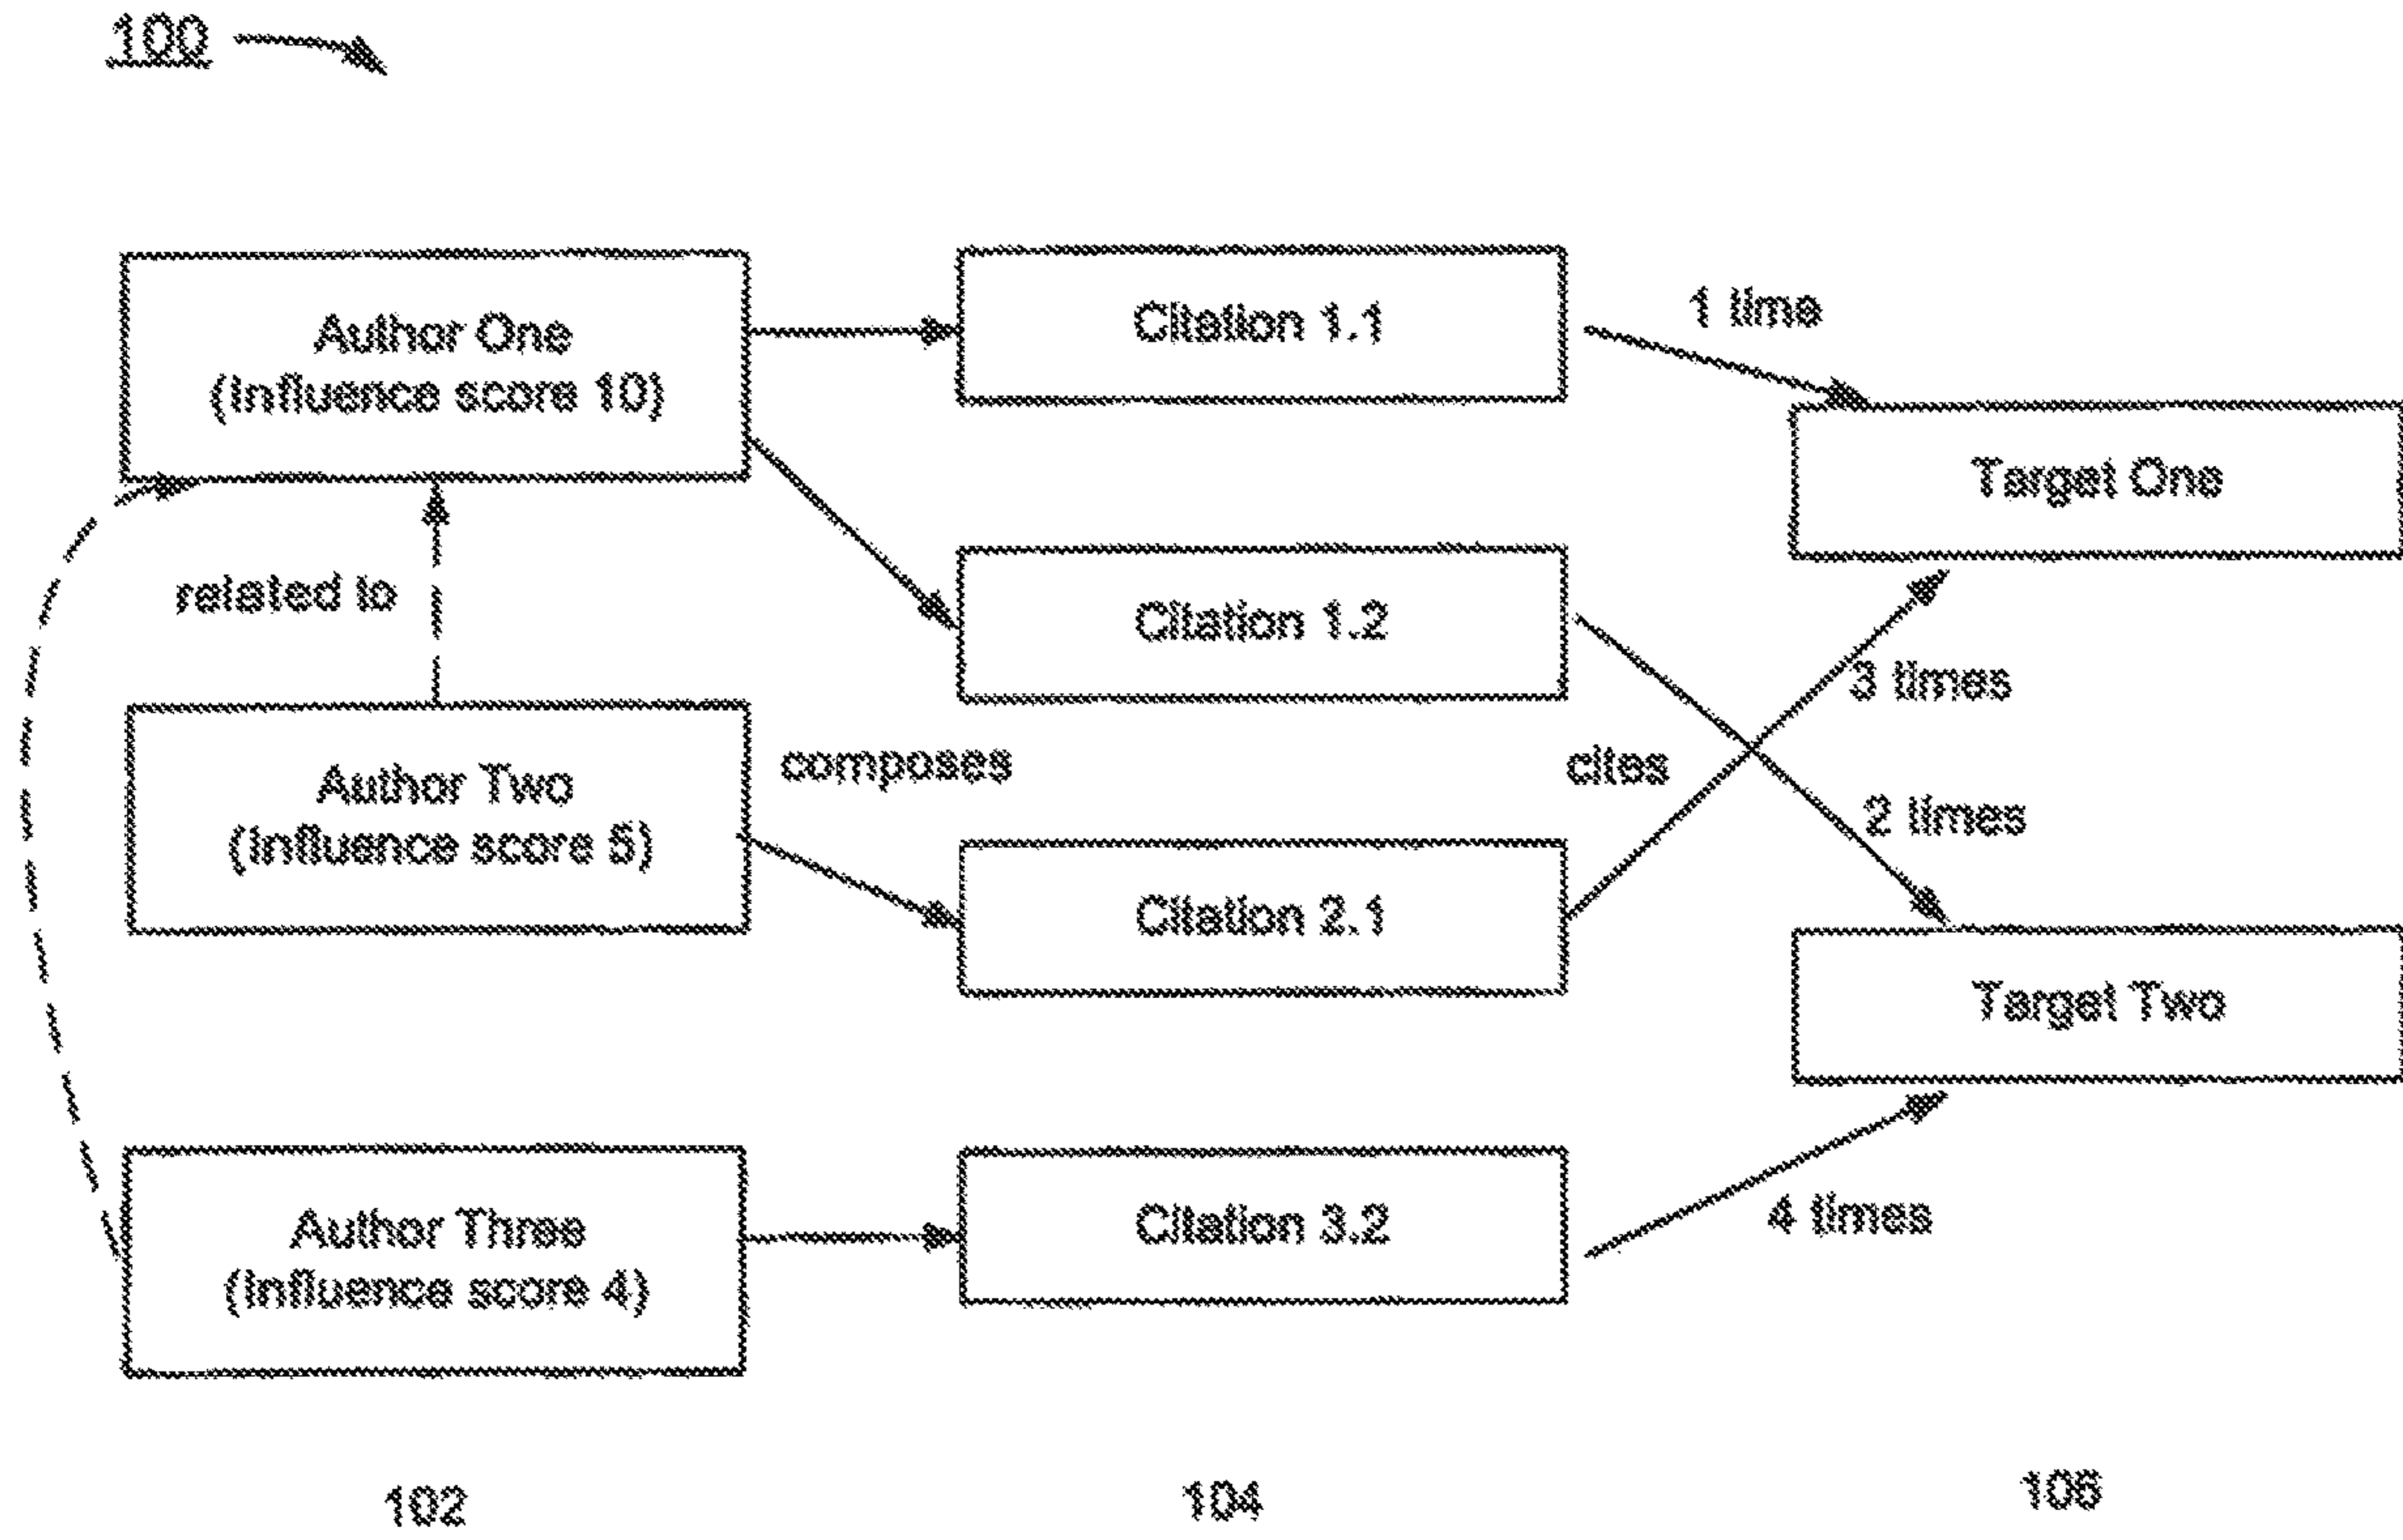 100
Author One
(Influence score 10)
Citation 1.1
1 time
Target One
Citation 1.2
related to
3 times
Author Two
(Influence score 5)
composes
cites
2 times
Citation 2.1
Target Two
Author Three
(Influence score 4)
Citation 3.2
4 times
102
104
106